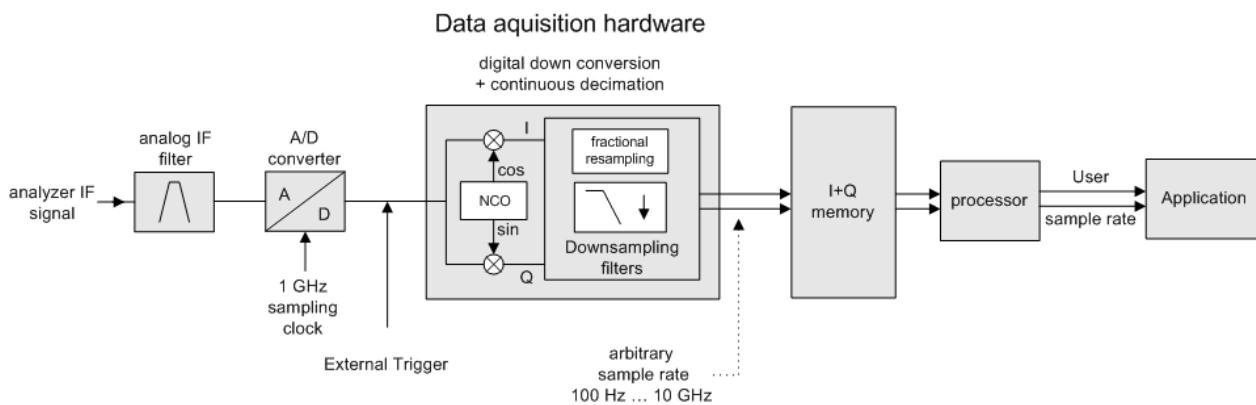 Data aquisition hardware
digital down conversion
+ continuous decimation
analog IF
filter
A/D
converter
analyzer IF
signal
A
D
1 GHz
sampling
clock
External Trigger
I
cos
NCO
sin
Q
fractional
resampling
Downsampling
filters
arbitrary
sample rate
100 Hz … 10 GHz
I+Q
memory
processor
User
sample rate
Application